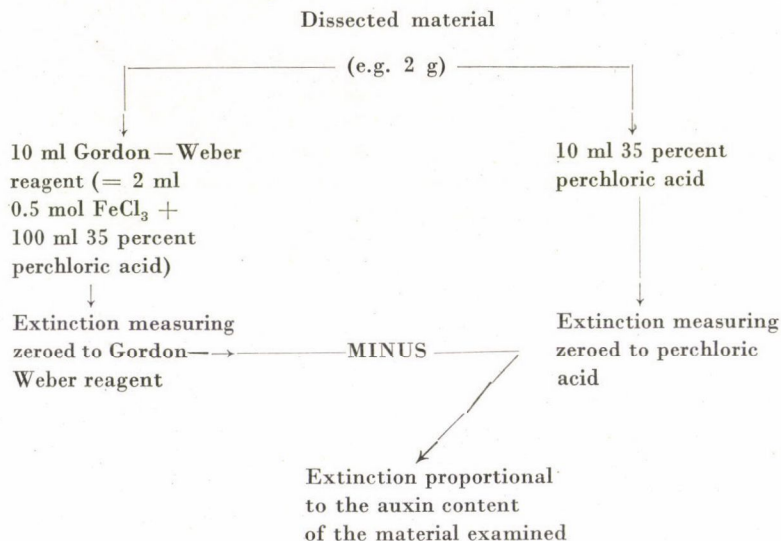 Dissected material
(e.g. 2 g)
10 ml Gordon—Weber
reagent (= 2 ml
0.5 mol FeCl₃ +
100 ml 35 percent
perchloric acid)
10 ml 35 percent
perchloric acid
Extinction measuring
zeroed to Gordon—
Weber reagent
MINUS
Extinction measuring
zeroed to perchloric
acid
Extinction proportional
to the auxin content
of the material examined